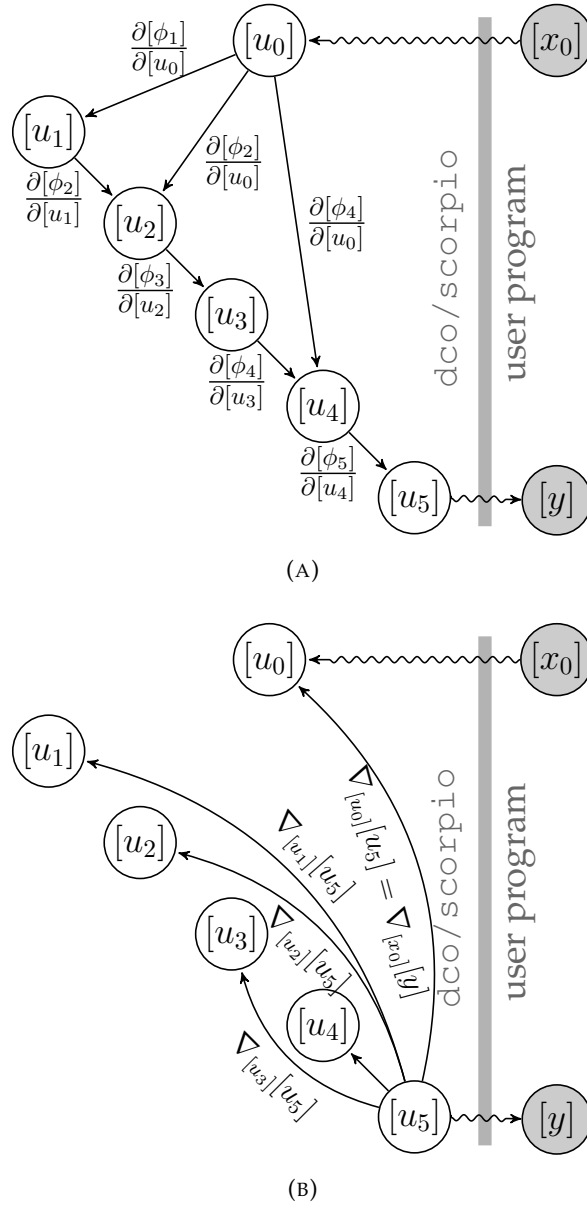 [u₀]
[x₀]
∂[ϕ₁]/∂[u₀]
[u₁]
∂[ϕ₂]/∂[u₁]
∂[ϕ₂]/∂[u₀]
[u₂]
∂[ϕ₄]/∂[u₀]
∂[ϕ₃]/∂[u₂]
[u₃]
∂[ϕ₄]/∂[u₃]
[u₄]
∂[ϕ₅]/∂[u₄]
[u₅]
[y]
dco/scorpio
user program
(A)
[u₀]
[x₀]
[u₁]
[u₂]
[u₃]
[u₄]
[u₅]
[y]
∇[u₀][u₅] = ∇[x₀][y]
∇[u₁][u₅]
∇[u₂][u₅]
∇[u₃][u₅]
dco/scorpio
user program
(B)